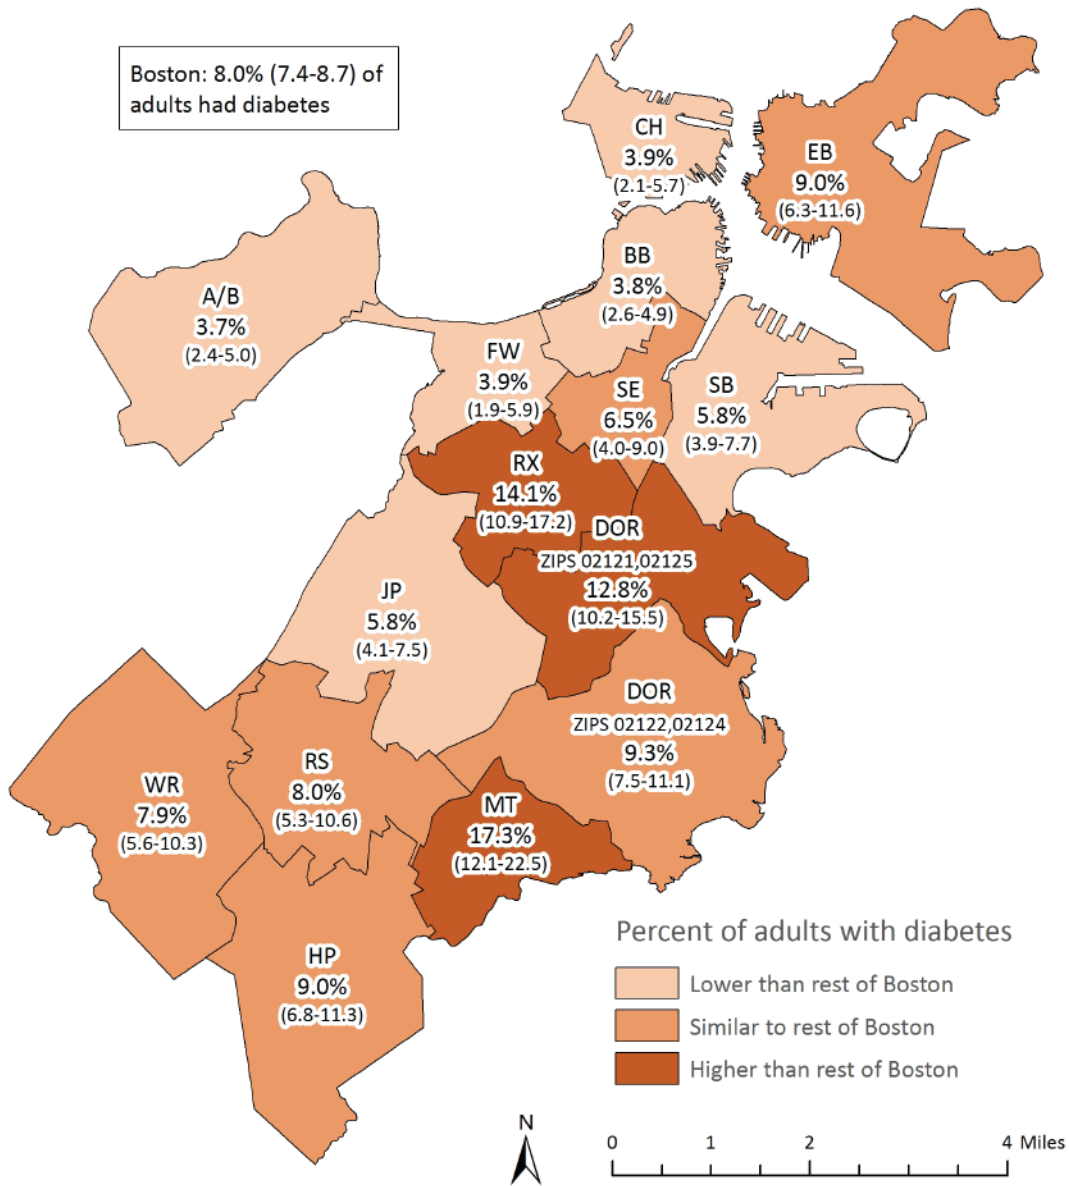 Boston: 8.0% (7.4-8.7) of
adults had diabetes
CH
3.9%
(2.1-5.7)
EB
9.0%
(6.3-11.6)
BB
3.8%
(2.6-4.9)
A/B
3.7%
(2.4-5.0)
FW
3.9%
(1.9-5.9)
SE
6.5%
(4.0-9.0)
SB
5.8%
(3.9-7.7)
RX
14.1%
(10.9-17.2)
DOR
ZIPS 02121,02125
12.8%
(10.2-15.5)
JP
5.8%
(4.1-7.5)
DOR
ZIPS 02122,02124
9.3%
(7.5-11.1)
RS
8.0%
(5.3-10.6)
WR
7.9%
(5.6-10.3)
MT
17.3%
(12.1-22.5)
HP
9.0%
(6.8-11.3)
Percent of adults with diabetes
Lower than rest of Boston
Similar to rest of Boston
Higher than rest of Boston
N
0 1 2 4 Miles